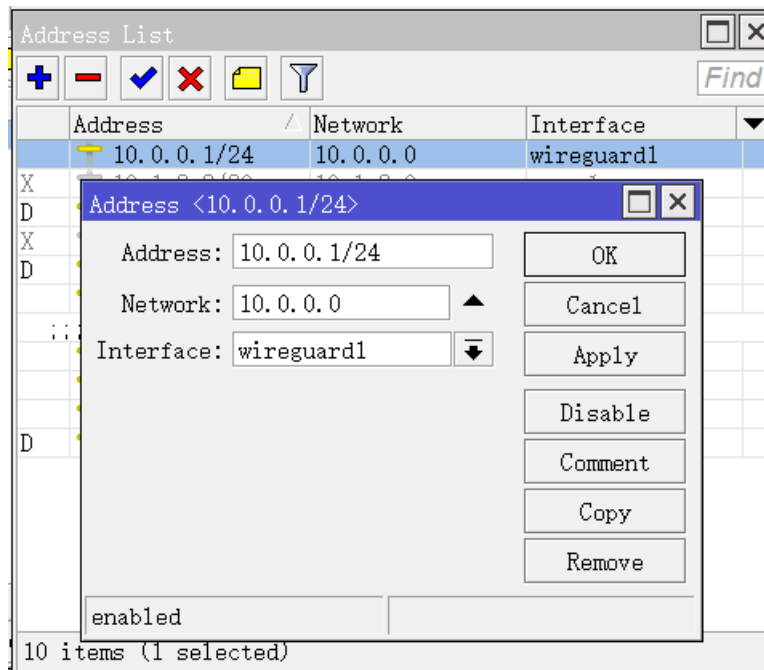 Address List
Find
Address Network Interface
10.0.0.1/24 10.0.0.0 wireguard1
X
D
X
D
;;;
D
Address <10.0.0.1/24>
Address: 10.0.0.1/24
OK
Network: 10.0.0.0
Cancel
Interface: wireguard1
Apply
Disable
Comment
Copy
Remove
enabled
10 items (1 selected)